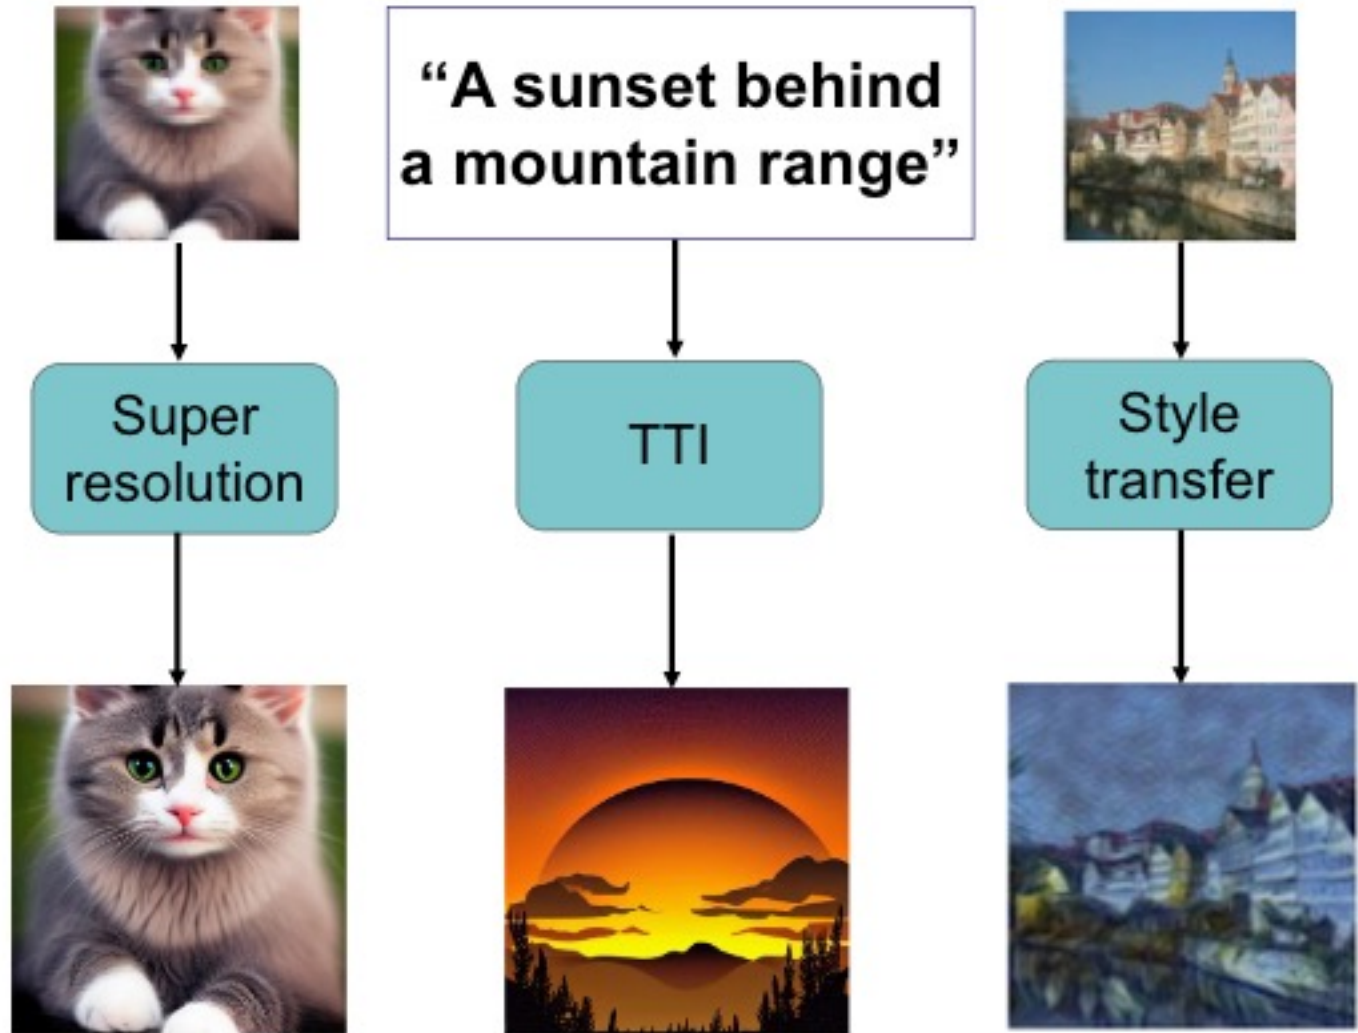 “A sunset behind
a mountain range”
Super
resolution
TTI
Style
transfer